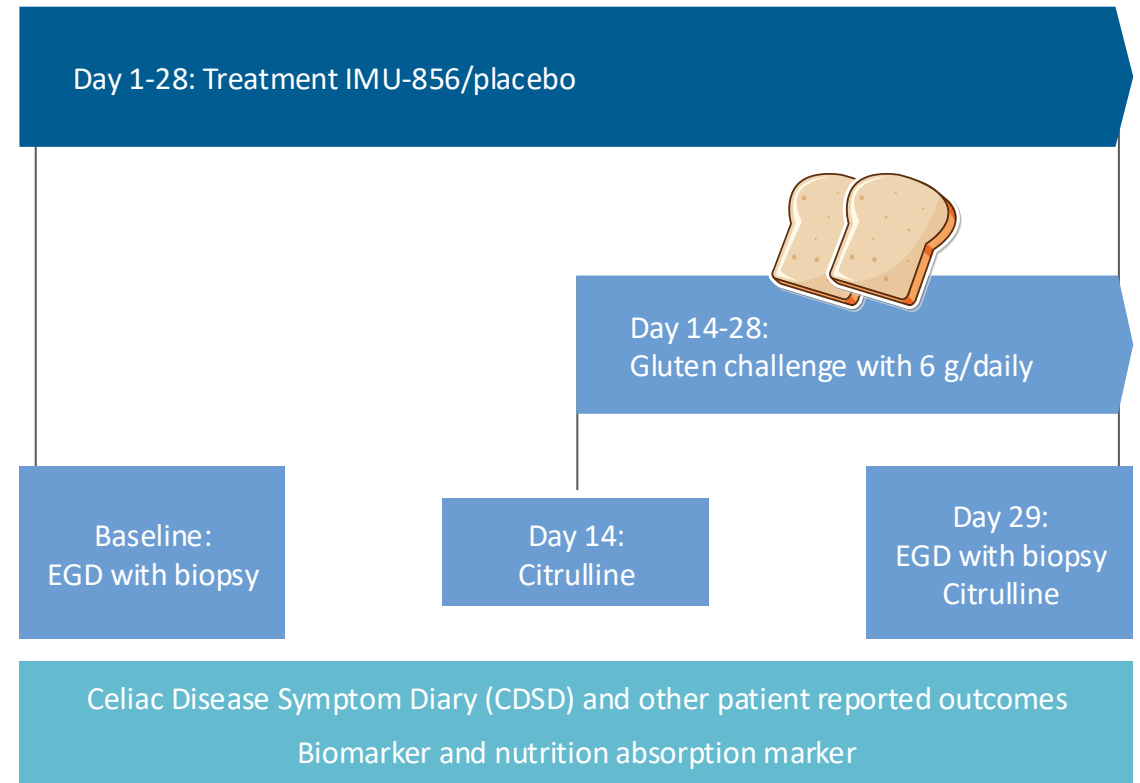 Day 1-28: Treatment IMU-856/placebo
Day 14-28:
Gluten challenge with 6 g/daily
Baseline:
EGD with biopsy
Day 14:
Citrulline
Day 29:
EGD with biopsy
Citrulline
Celiac Disease Symptom Diary (CDSD) and other patient reported outcomes
Biomarker and nutrition absorption marker